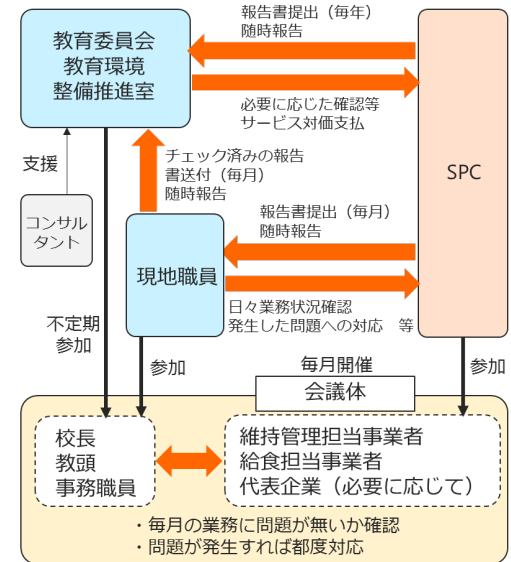 報告書提出（毎年）
随時報告
教育委員会
教育環境
整備推進室
必要に応じた確認等
サービス対価支払
SPC
支援
チェック済みの報告
書送付（毎月）
随時報告
コンサル
タント
報告書提出（毎月）
随時報告
現地職員
日々業務状況確認
発生した問題への対応　等
不定期
参加
参加
毎月開催
参加
会議体
校長
教頭
事務職員
維持管理担当事業者
給食担当事業者
代表企業（必要に応じて）
・毎月の業務に問題が無いか確認
・問題が発生すれば都度対応